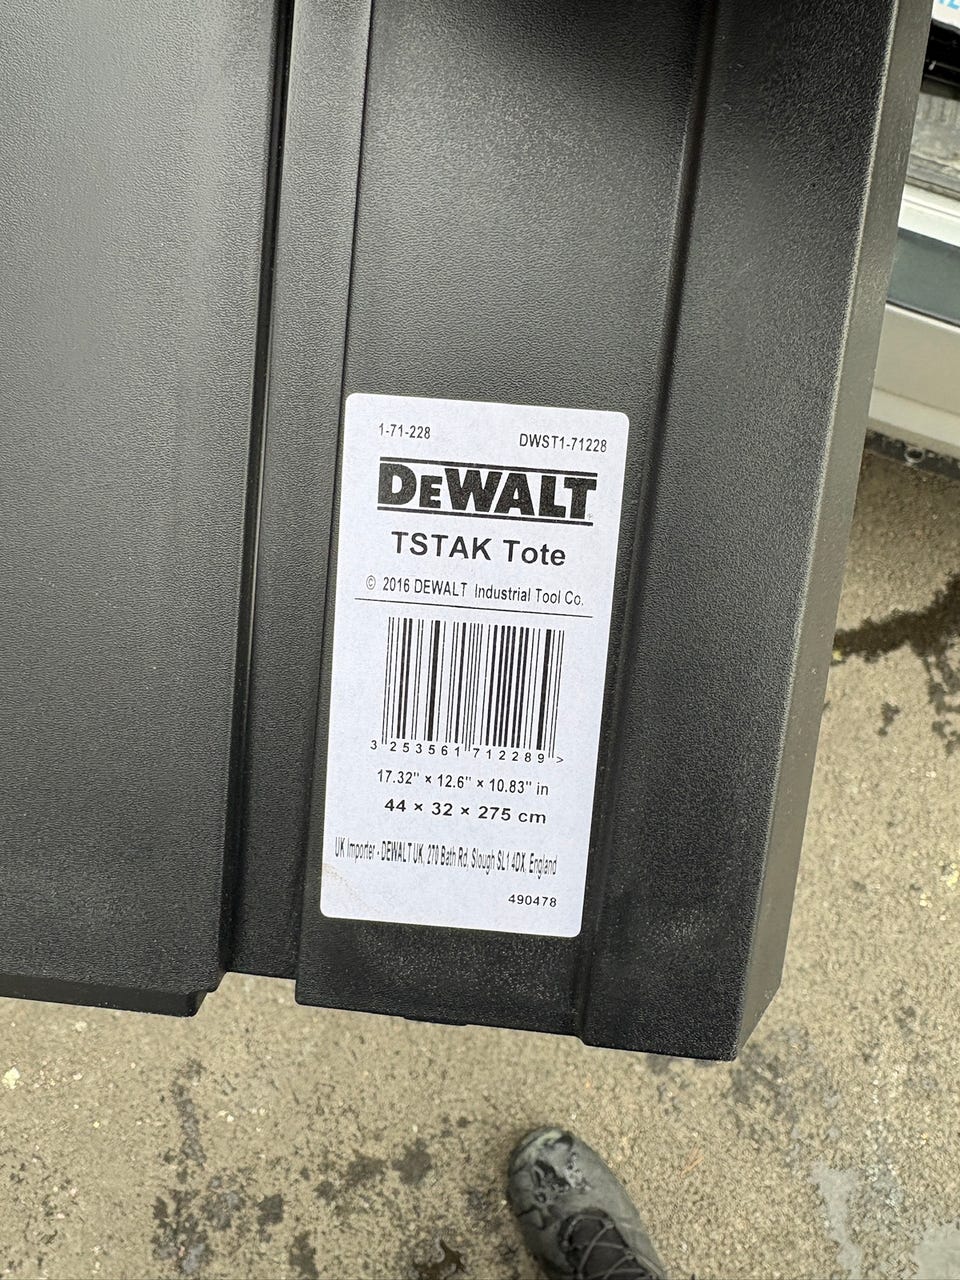 1-71-228 DWST1-71228
DEWALT
TSTAK Tote
© 2016 DEWALT Industrial Tool Co.
3 253561 712289 >
17.32" × 12.6" × 10.83" in
44 × 32 × 275 cm
UK Importer - DEWALT UK, 270 Bath Rd, Slough SL1 4DX, England
490478